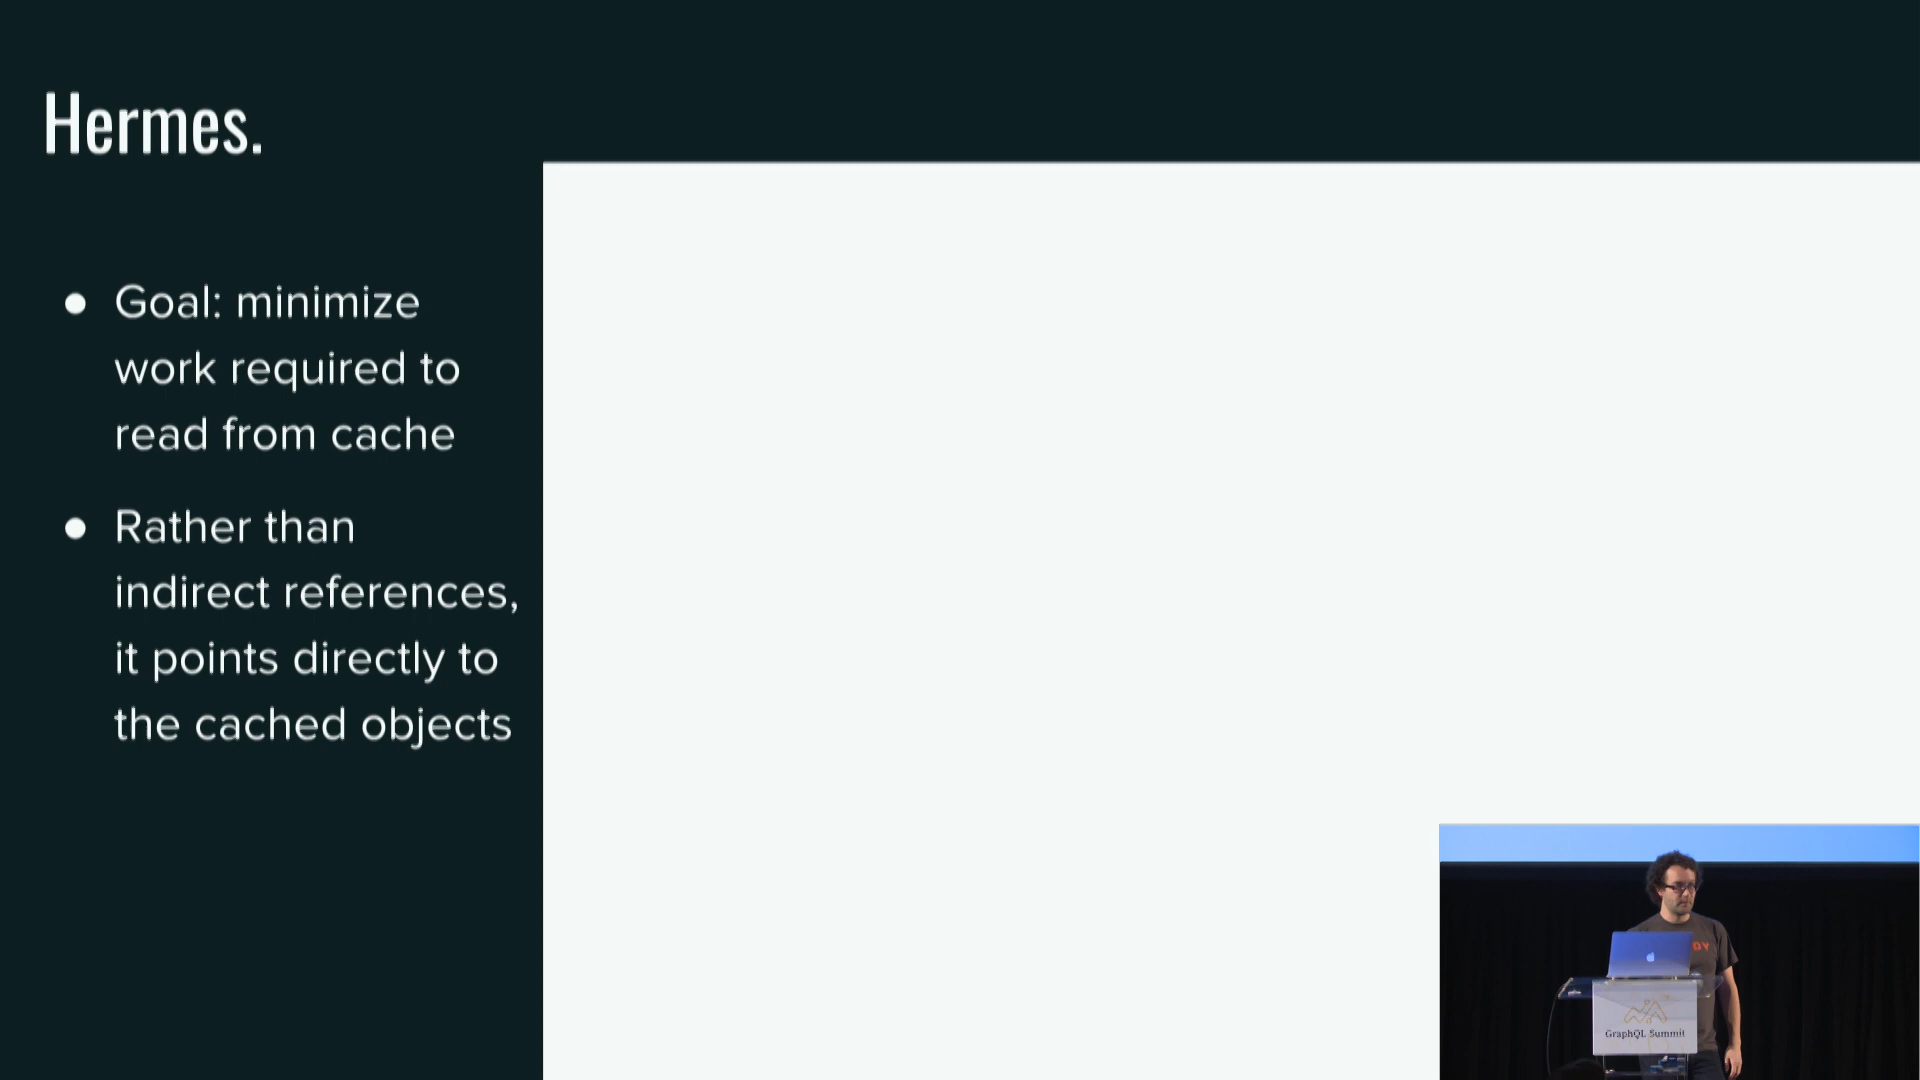 Hermes.
● Goal: minimize
work required to
read from cache
● Rather than
indirect references,
it points directly to
the cached objects
GraphQL Summit